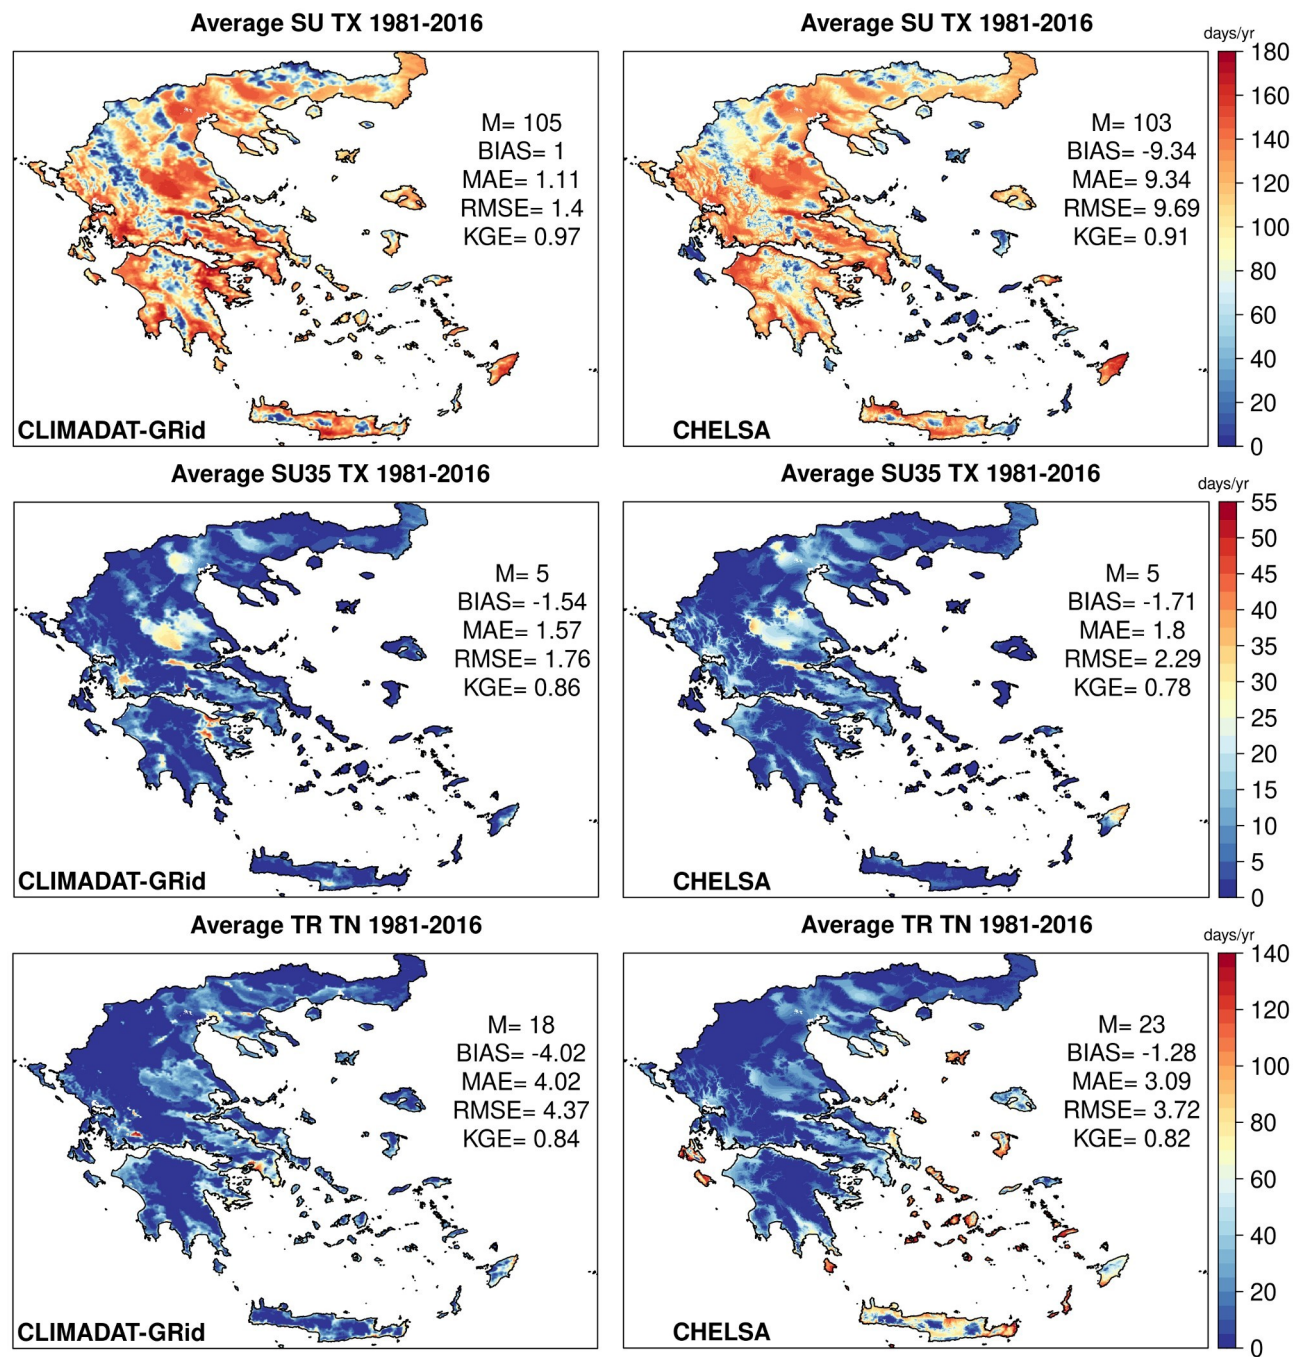 Average SU TX 1981-2016
Average SU TX 1981-2016
days/yr
M= 105
BIAS= 1
MAE= 1.11
RMSE= 1.4
KGE= 0.97
CLIMADAT-GRid
M= 103
BIAS= -9.34
MAE= 9.34
RMSE= 9.69
KGE= 0.91
CHELSA
180
160
140
120
100
80
60
40
20
0
Average SU35 TX 1981-2016
Average SU35 TX 1981-2016
days/yr
M= 5
BIAS= -1.54
MAE= 1.57
RMSE= 1.76
KGE= 0.86
CLIMADAT-GRid
M= 5
BIAS= -1.71
MAE= 1.8
RMSE= 2.29
KGE= 0.78
CHELSA
55
50
45
40
35
30
25
20
15
10
5
0
Average TR TN 1981-2016
Average TR TN 1981-2016
days/yr
M= 18
BIAS= -4.02
MAE= 4.02
RMSE= 4.37
KGE= 0.84
CLIMADAT-GRid
M= 23
BIAS= -1.28
MAE= 3.09
RMSE= 3.72
KGE= 0.82
CHELSA
140
120
100
80
60
40
20
0